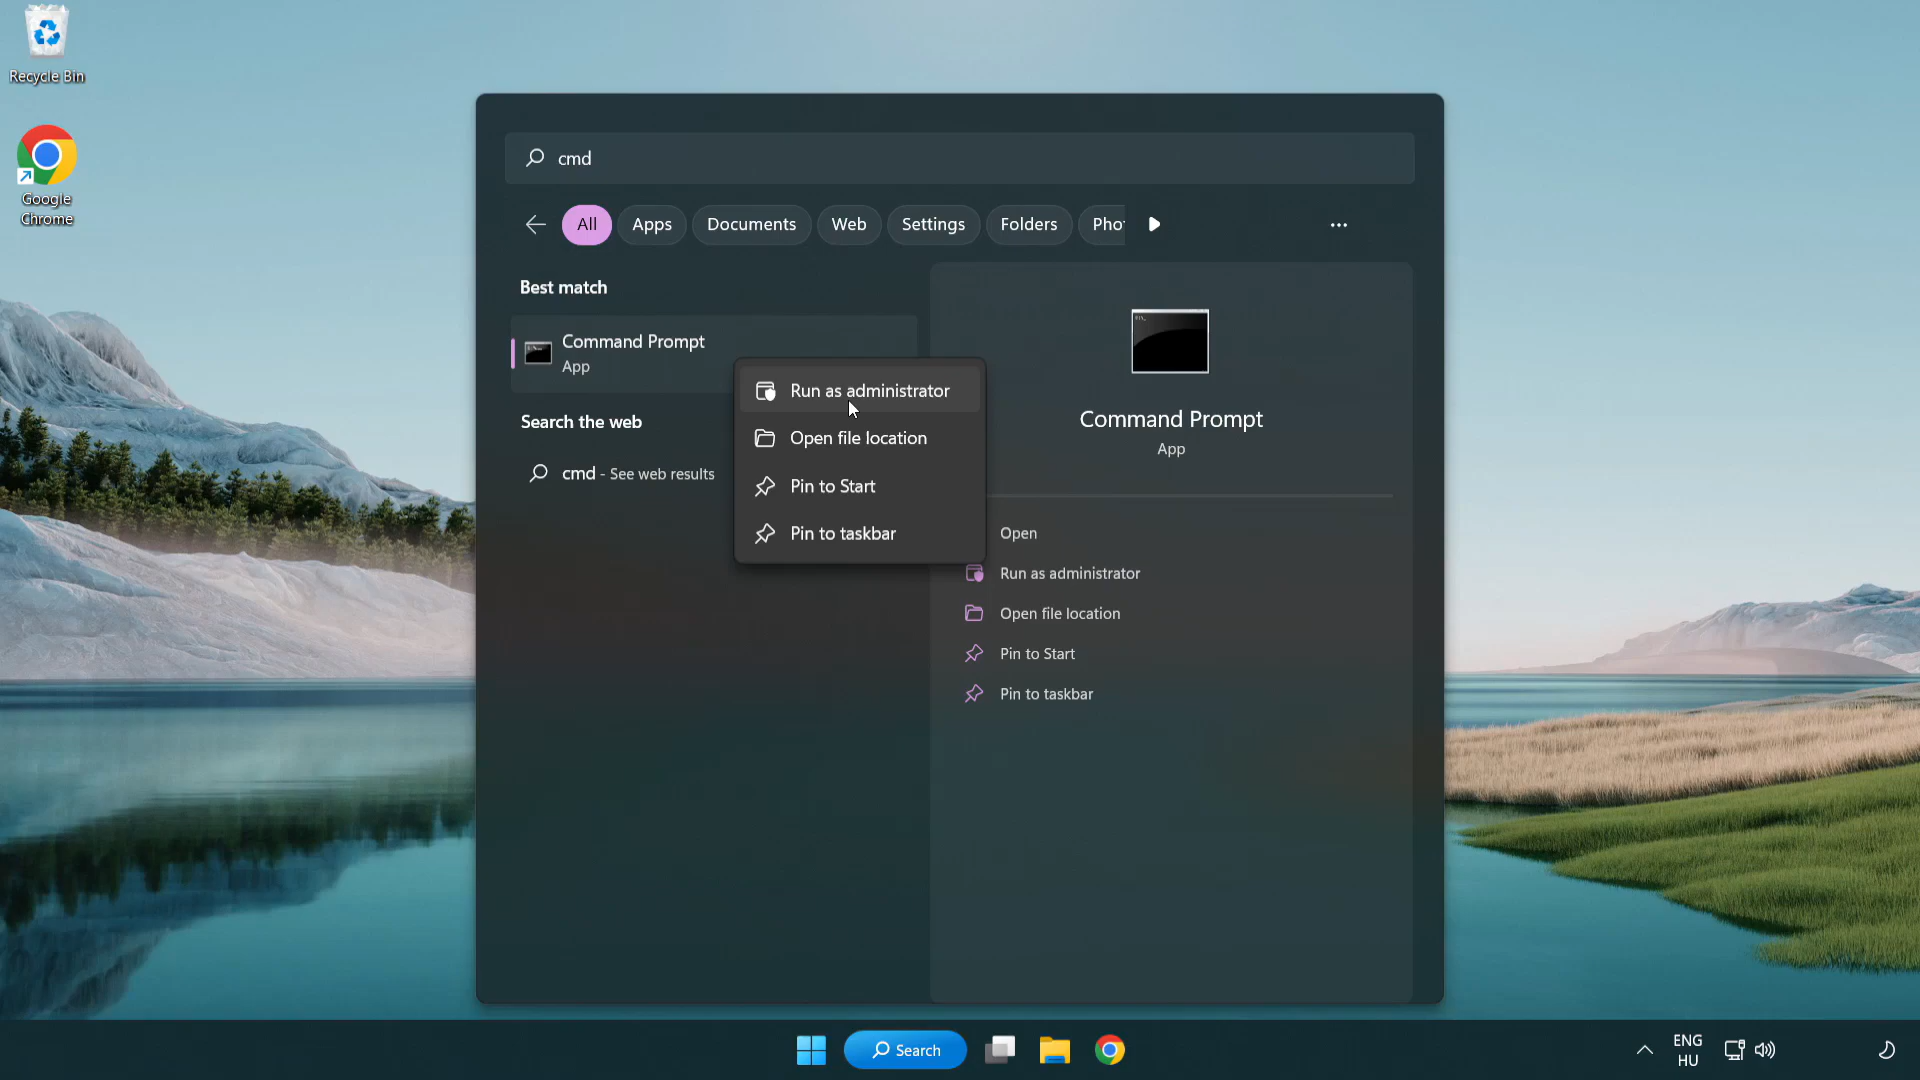 Recycle Bin
Google
Chrome
cmd
All
Apps
Documents
Web
Settings
Folders
Pho
Best match
Command Prompt
App
Search the web
cmd - See web results
Run as administrator
Open file location
Pin to Start
Pin to taskbar
Command Prompt
App
Open
Run as administrator
Open file location
Pin to Start
Pin to taskbar
Search
ENG
HU